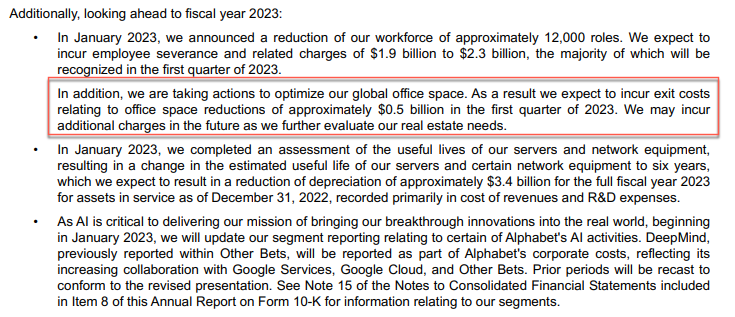 Additionally, looking ahead to fiscal year 2023:
• In January 2023, we announced a reduction of our workforce of approximately 12,000 roles. We expect to
incur employee severance and related charges of $1.9 billion to $2.3 billion, the majority of which will be
recognized in the first quarter of 2023.
In addition, we are taking actions to optimize our global office space. As a result we expect to incur exit costs
relating to office space reductions of approximately $0.5 billion in the first quarter of 2023. We may incur
additional charges in the future as we further evaluate our real estate needs.
• In January 2023, we completed an assessment of the useful lives of our servers and network equipment,
resulting in a change in the estimated useful life of our servers and certain network equipment to six years,
which we expect to result in a reduction of depreciation of approximately $3.4 billion for the full fiscal year 2023
for assets in service as of December 31, 2022, recorded primarily in cost of revenues and R&D expenses.
• As AI is critical to delivering our mission of bringing our breakthrough innovations into the real world, beginning
in January 2023, we will update our segment reporting relating to certain of Alphabet's AI activities. DeepMind,
previously reported within Other Bets, will be reported as part of Alphabet's corporate costs, reflecting its
increasing collaboration with Google Services, Google Cloud, and Other Bets. Prior periods will be recast to
conform to the revised presentation. See Note 15 of the Notes to Consolidated Financial Statements included
in Item 8 of this Annual Report on Form 10-K for information relating to our segments.